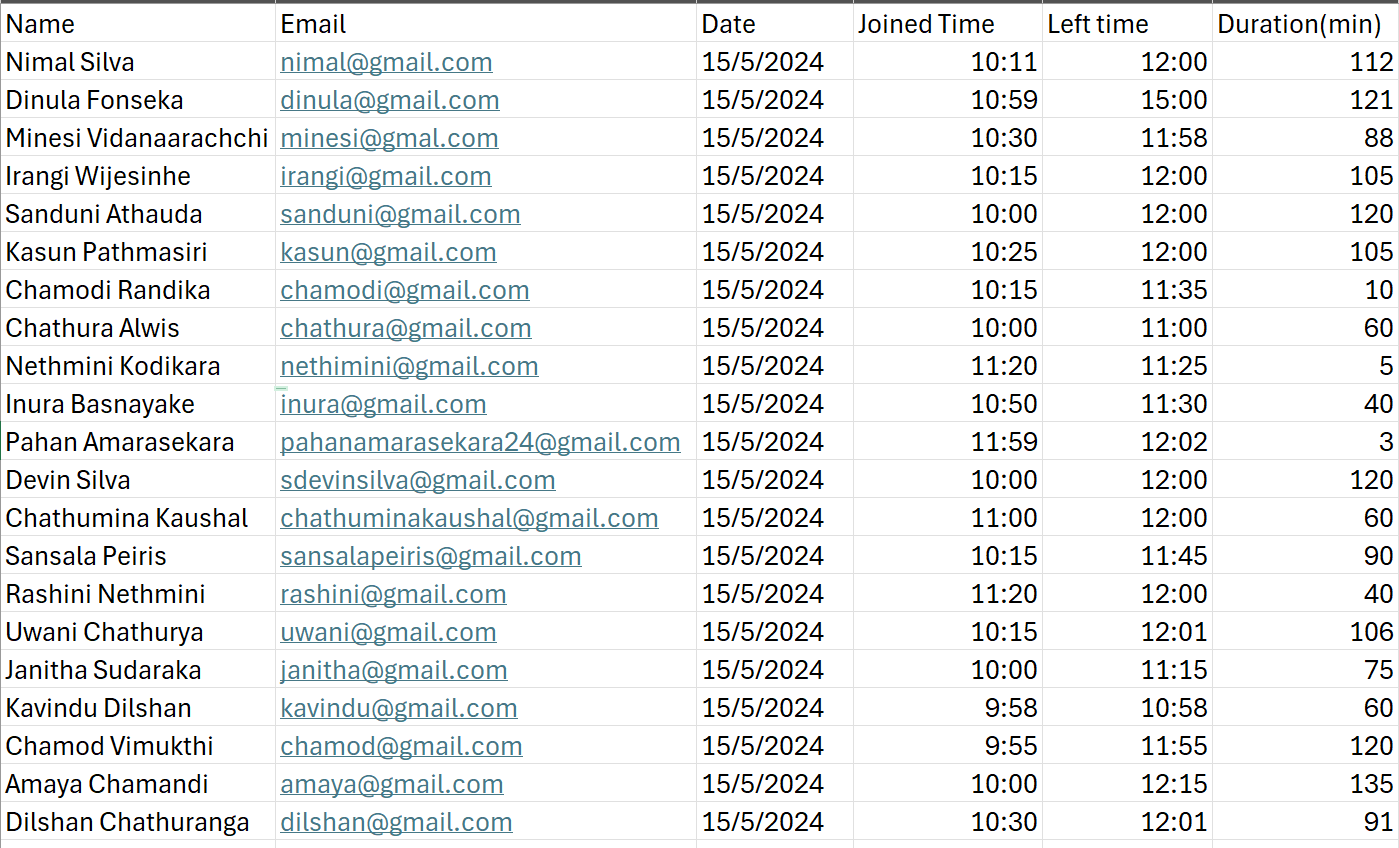 Name Email Date Joined Time Left time Duration(min)
Nimal Silva nimal@gmail.com 15/5/2024 10:11 12:00 112
Dinula Fonseka dinula@gmail.com 15/5/2024 10:59 15:00 121
Minesi Vidanaarachchi minesi@gmal.com 15/5/2024 10:30 11:58 88
Irangi Wijesinhe irangi@gmail.com 15/5/2024 10:15 12:00 105
Sanduni Athauda sanduni@gmail.com 15/5/2024 10:00 12:00 120
Kasun Pathmasiri kasun@gmail.com 15/5/2024 10:25 12:00 105
Chamodi Randika chamodi@gmail.com 15/5/2024 10:15 11:35 10
Chathura Alwis chathura@gmail.com 15/5/2024 10:00 11:00 60
Nethmini Kodikara nethimini@gmail.com 15/5/2024 11:20 11:25 5
Inura Basnayake inura@gmail.com 15/5/2024 10:50 11:30 40
Pahan Amarasekara pahanamarasekara24@gmail.com 15/5/2024 11:59 12:02 3
Devin Silva sdevinsilva@gmail.com 15/5/2024 10:00 12:00 120
Chathumina Kaushal chathuminakaushal@gmail.com 15/5/2024 11:00 12:00 60
Sansala Peiris sansalapeiris@gmail.com 15/5/2024 10:15 11:45 90
Rashini Nethmini rashini@gmail.com 15/5/2024 11:20 12:00 40
Uwani Chathurya uwani@gmail.com 15/5/2024 10:15 12:01 106
Janitha Sudaraka janitha@gmail.com 15/5/2024 10:00 11:15 75
Kavindu Dilshan kavindu@gmail.com 15/5/2024 9:58 10:58 60
Chamod Vimukthi chamod@gmail.com 15/5/2024 9:55 11:55 120
Amaya Chamandi amaya@gmail.com 15/5/2024 10:00 12:15 135
Dilshan Chathuranga dilshan@gmail.com 15/5/2024 10:30 12:01 91